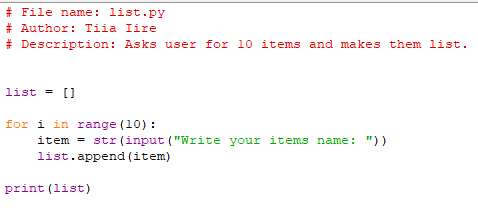 # File name: list.py
# Author: Tiia Iire
# Description: Asks user for 10 items and makes them list.
list = []
for i in range(10):
    item = str(input("Write your items name: "))
    list.append(item)
print(list)